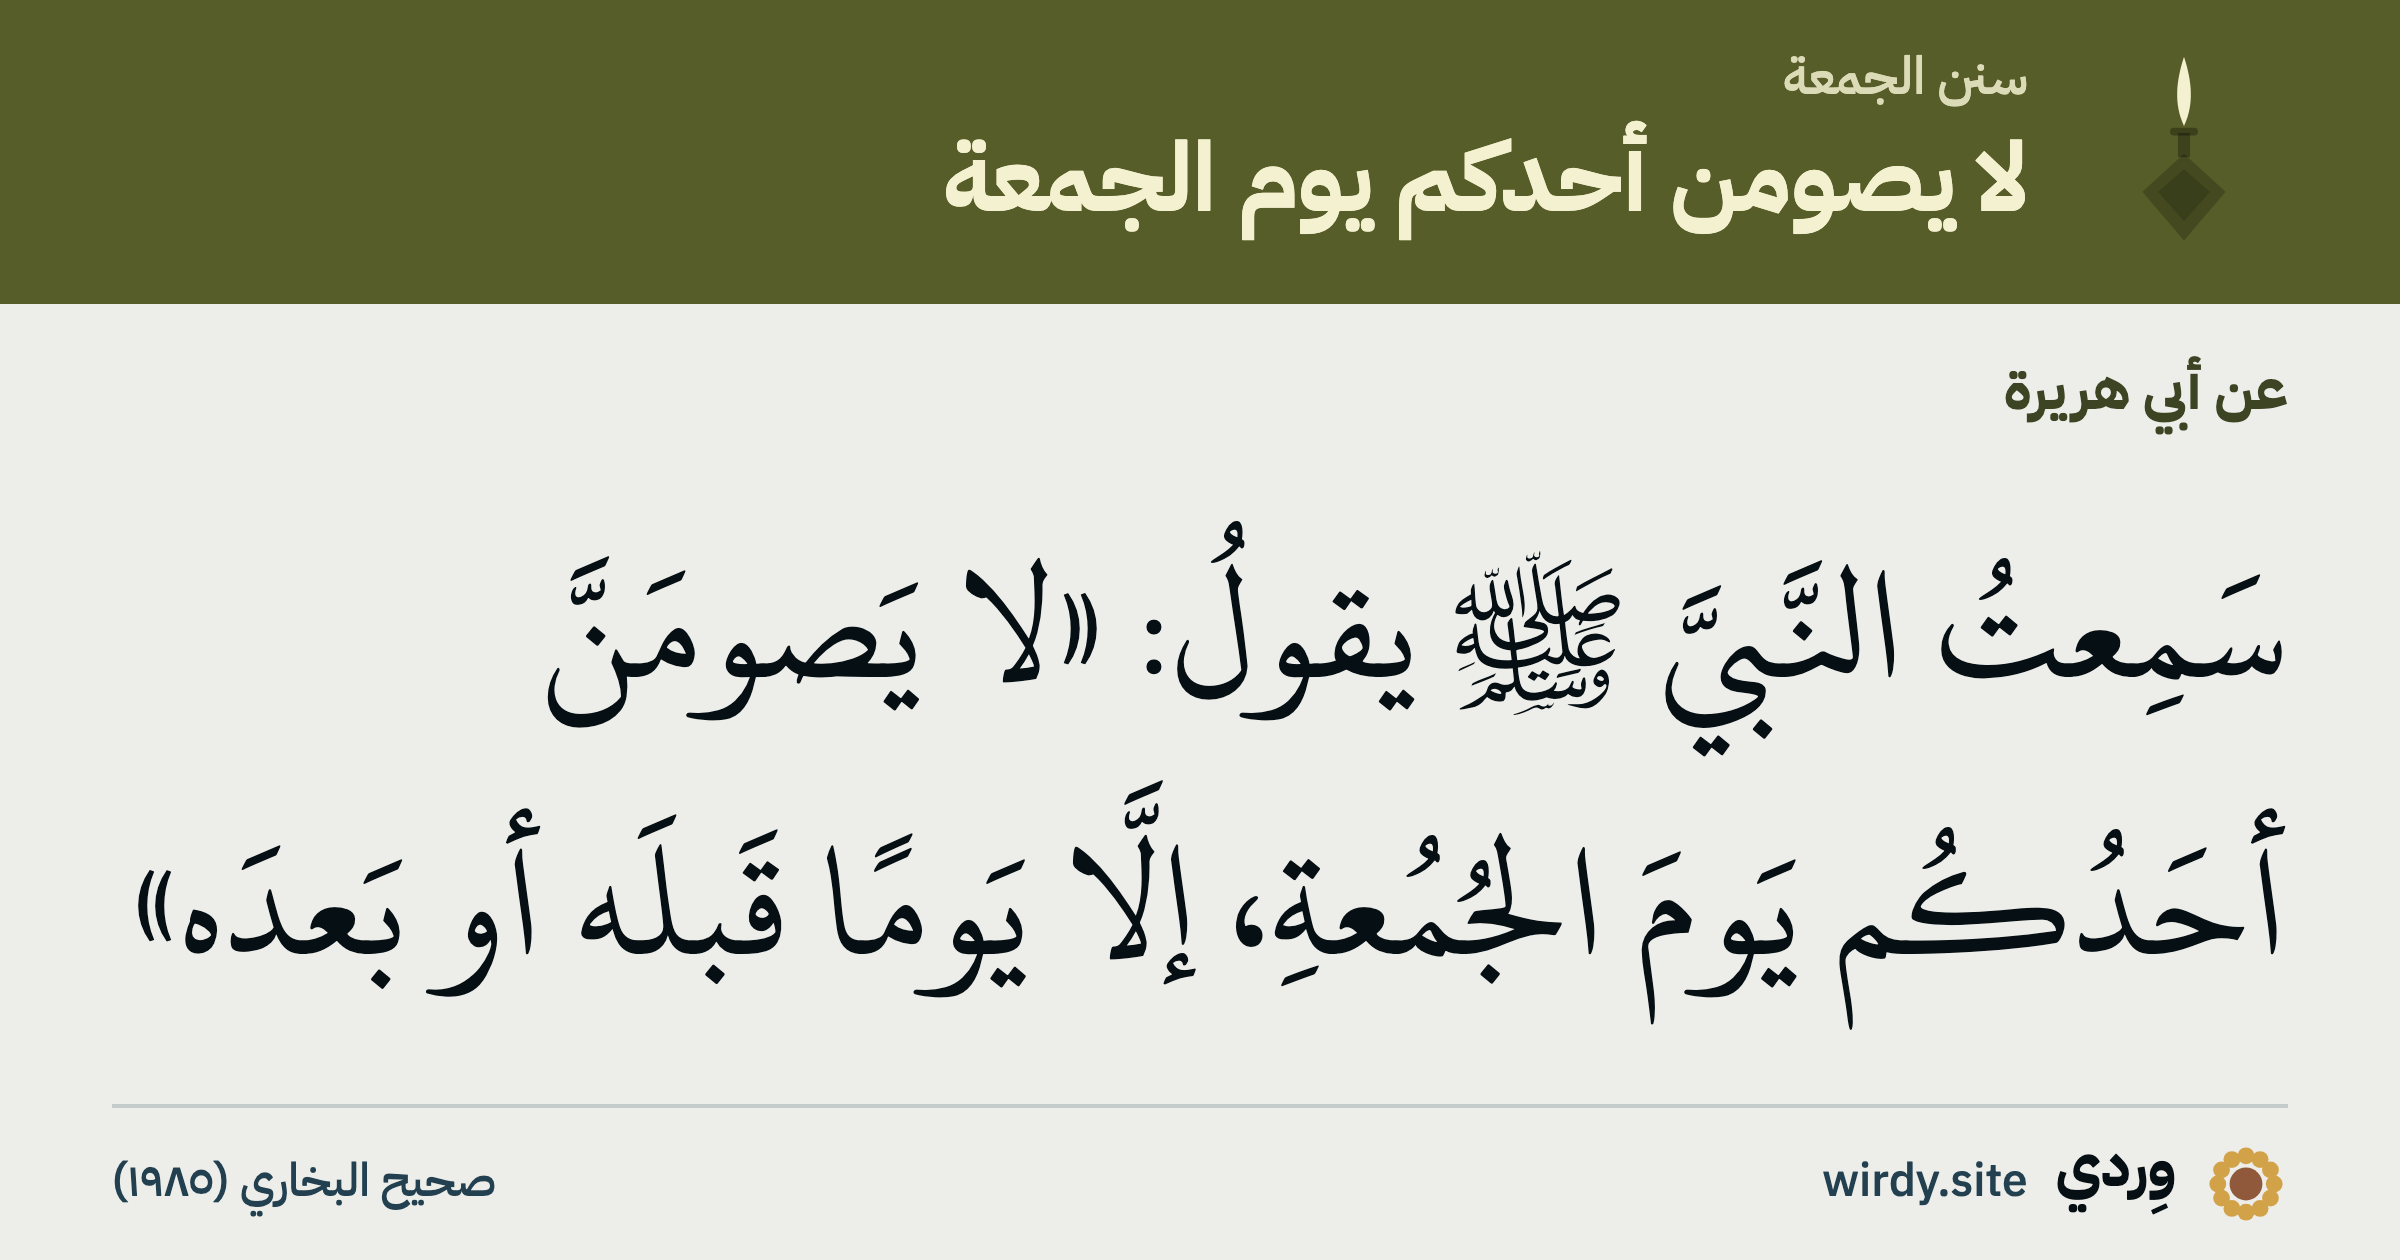 سنن الجمعة
لا يصومن أحدكم يوم الجمعة
عن أبي هريرة
سَمِعتُ النَّبيَّ ﷺ يقولُ: «لا يَصومَنَّ
أَحَدُكُم يَومَ الجُمُعةِ، إلَّا يَومًا قَبلَه أو بَعدَه»
وِردي wirdy.site
صحيح البخاري (١٩٨٥)